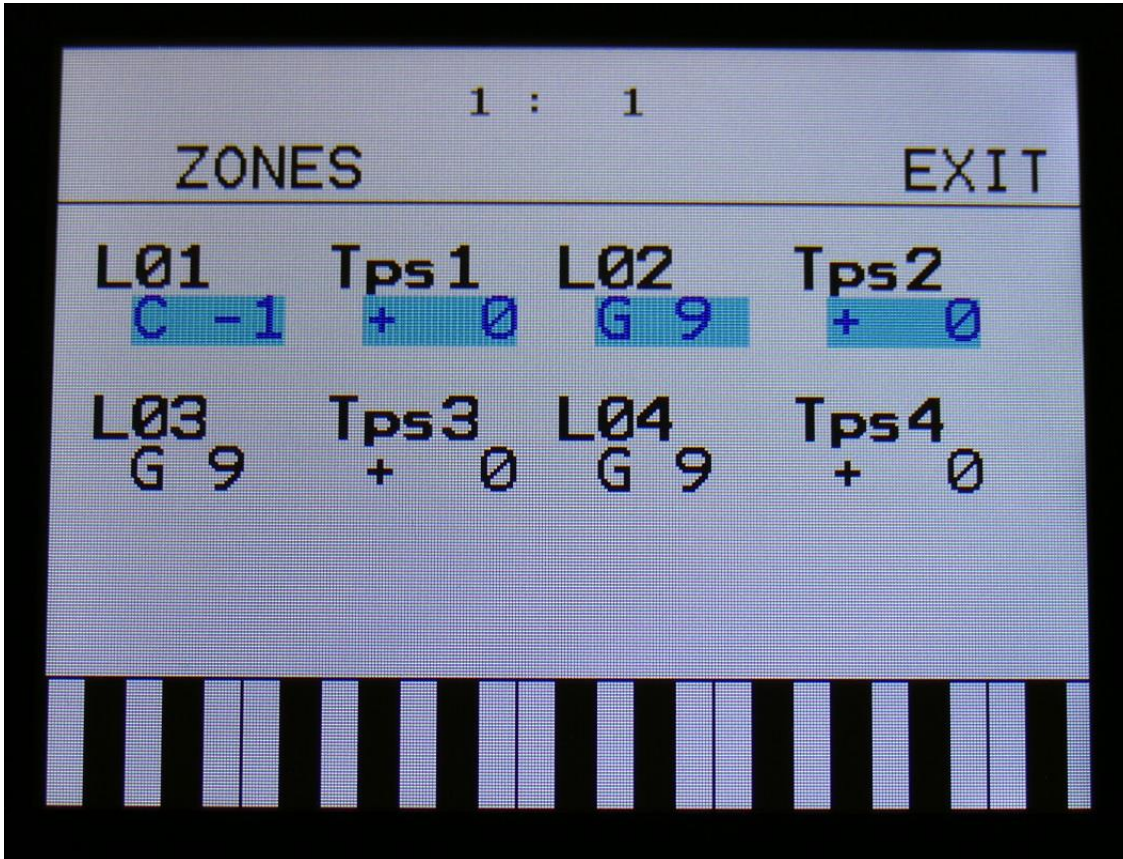 1 : 1
ZONES EXIT
L01 Tps1 L02 Tps2
C -1 + 0 G 9 + 0
L03 Tps3 L04 Tps4
G 9 + 0 G 9 + 0